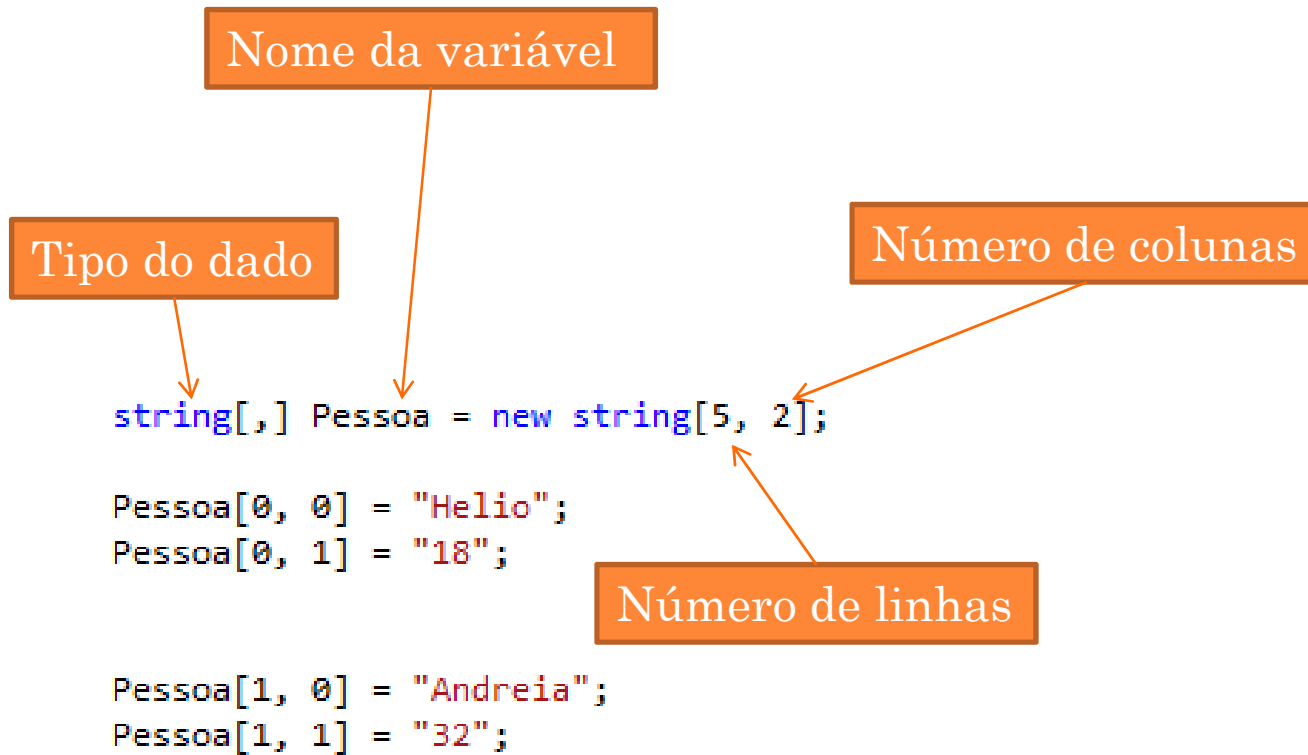 Nome da variável
Tipo do dado
Número de colunas
string[,] Pessoa = new string[5, 2];
Pessoa[0, 0] = "Helio";
Pessoa[0, 1] = "18";
Número de linhas
Pessoa[1, 0] = "Andreia";
Pessoa[1, 1] = "32";